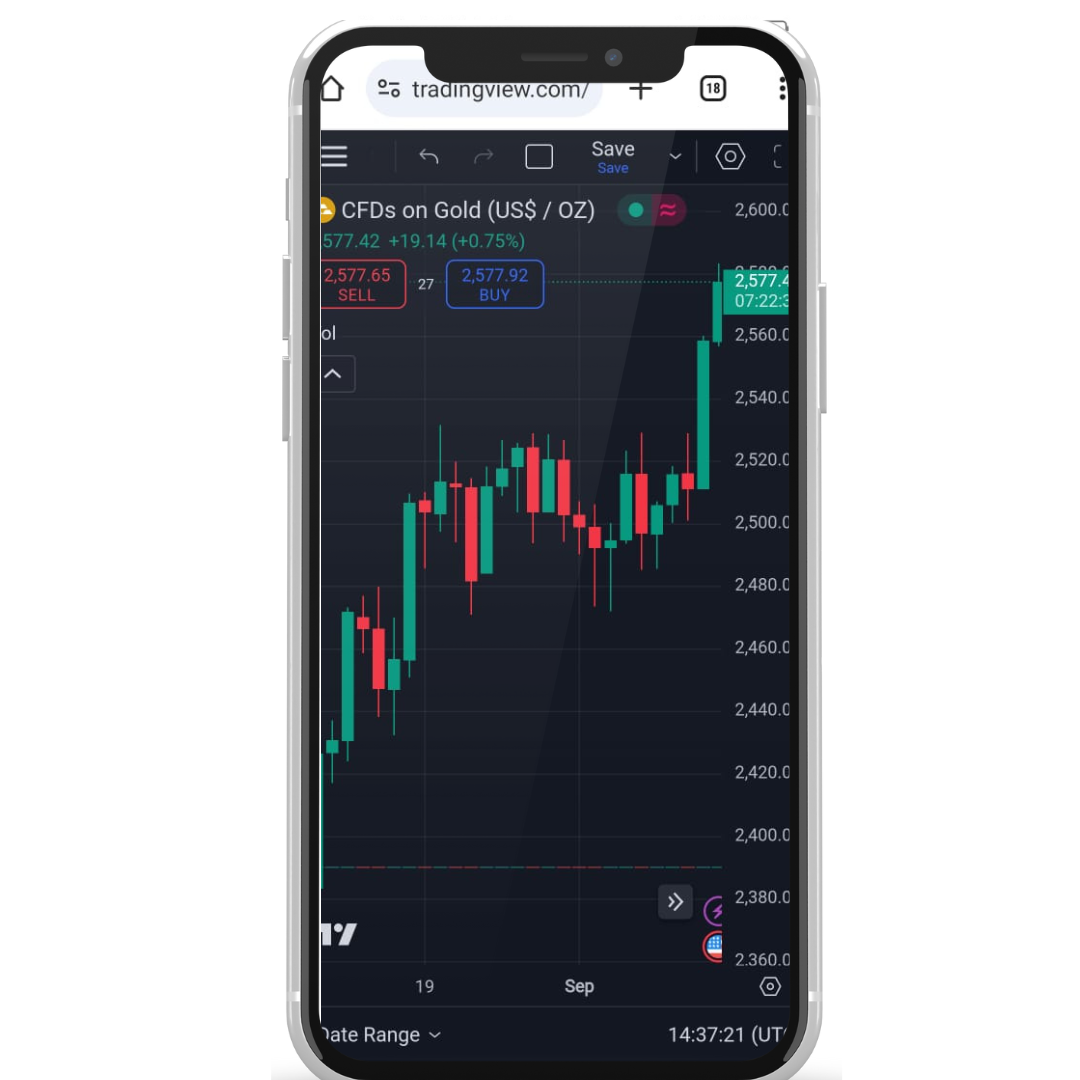 tradingview.com/
18
Save
Save
CFDs on Gold (US$ / OZ)
577.42 +19.14 (+0.75%)
2,577.65
SELL
27
2,577.92
BUY
ol
2,600.0
2,577.4
07:22:3
2,560.0
2,540.0
2,520.0
2,500.0
2,480.0
2,460.0
2,440.0
2,420.0
2,400.0
2,380.0
2,360.0
19
Sep
Date Range
14:37:21 (UTC